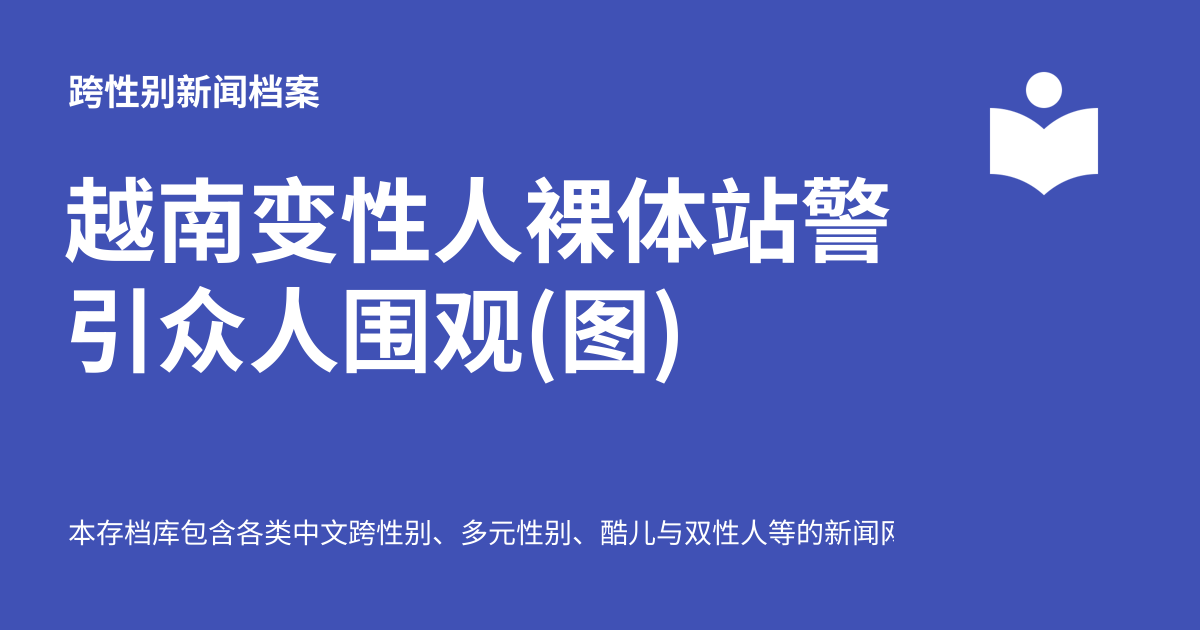 跨性别新闻档案
越南变性人裸体站警
引众人围观(图)
本存档库包含各类中文跨性别、多元性别、酷儿与双性人等的新闻